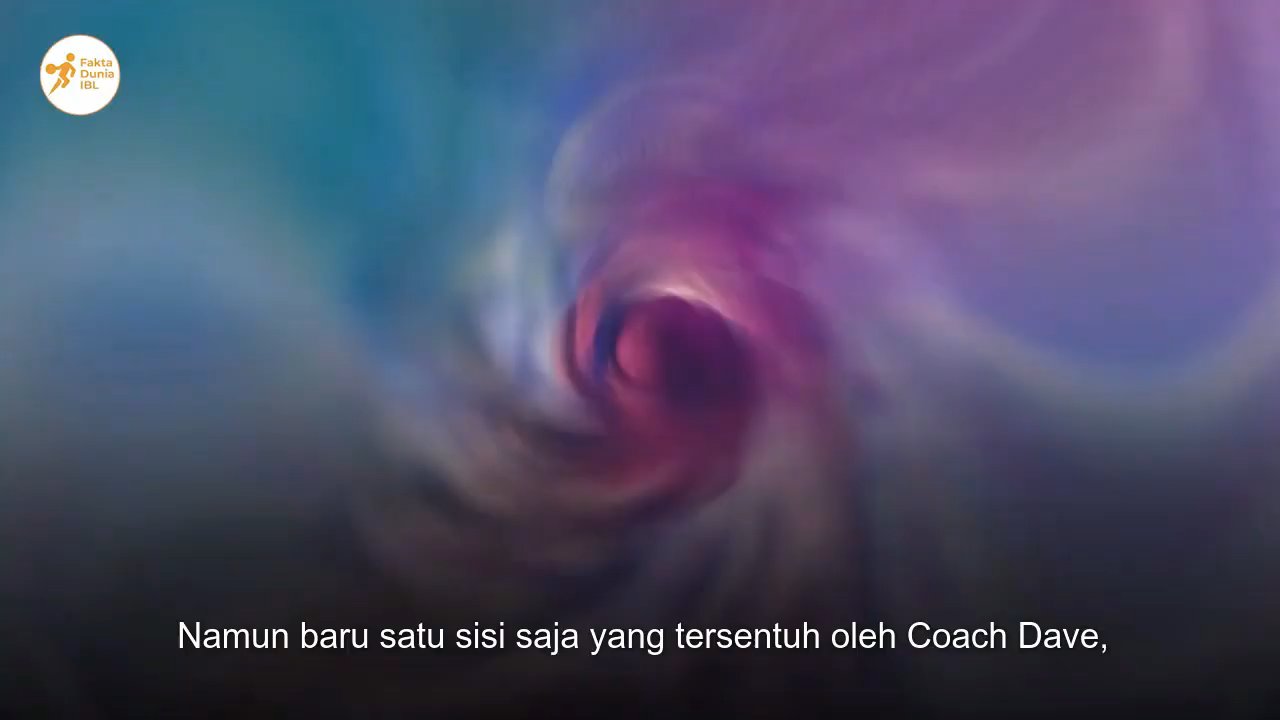 Fakta
Dunia
IBL
Namun baru satu sisi saja yang tersentuh oleh Coach Dave,